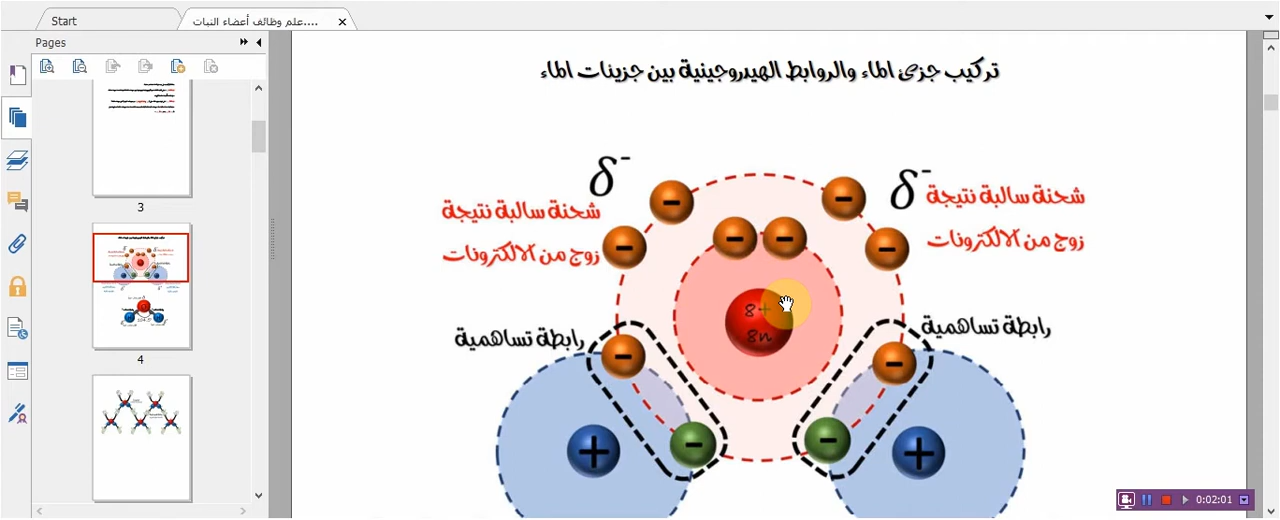 Start
علم وظائف أعضاء النبات....
Pages
3
4
تركيب جزئ الماء والروابط الهيدروجينية بين جزيئات الماء
δ-
شحنة سالبة نتيجة
زوج من الالكترونات
δ-
شحنة سالبة نتيجة
زوج من الالكترونات
8+
8n
رابطة تساهمية
رابطة تساهمية
0:02:01